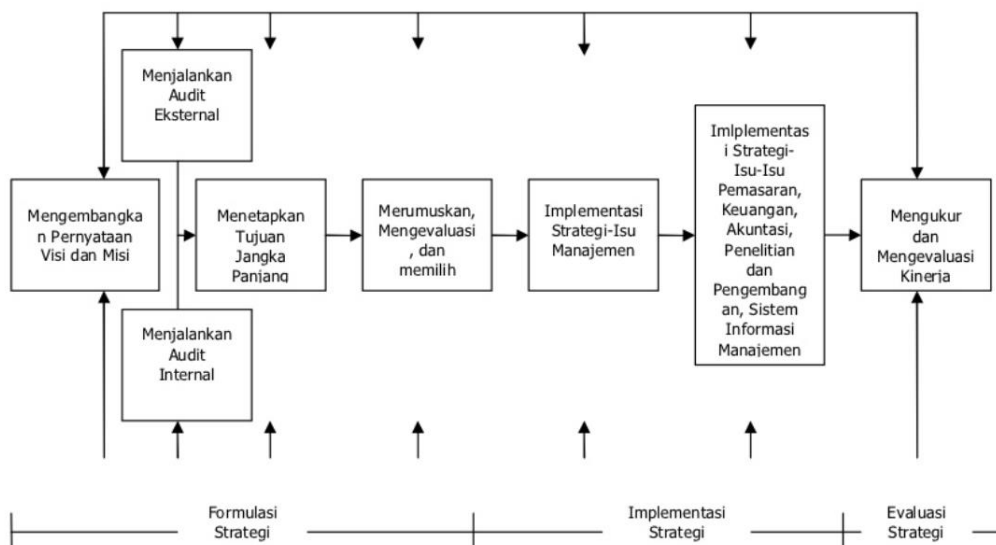 Menjalankan
Audit
Eksternal
Mengembangka
n Pernyataan
Visi dan Misi
Menjalankan
Audit
Internal
Menetapkan
Tujuan
Jangka
Panjang
Merumuskan,
Mengevaluasi
, dan
memilih
Implementasi
Strategi-Isu
Manajemen
Imlplementas
i Strategi-
Isu-Isu
Pemasaran,
Keuangan,
Akuntasi,
Penelitian
dan
Pengembang
an, Sistem
Informasi
Manajemen
Mengukur
dan
Mengevaluasi
Kinerja
Formulasi
Strategi
Implementasi
Strategi
Evaluasi
Strategi